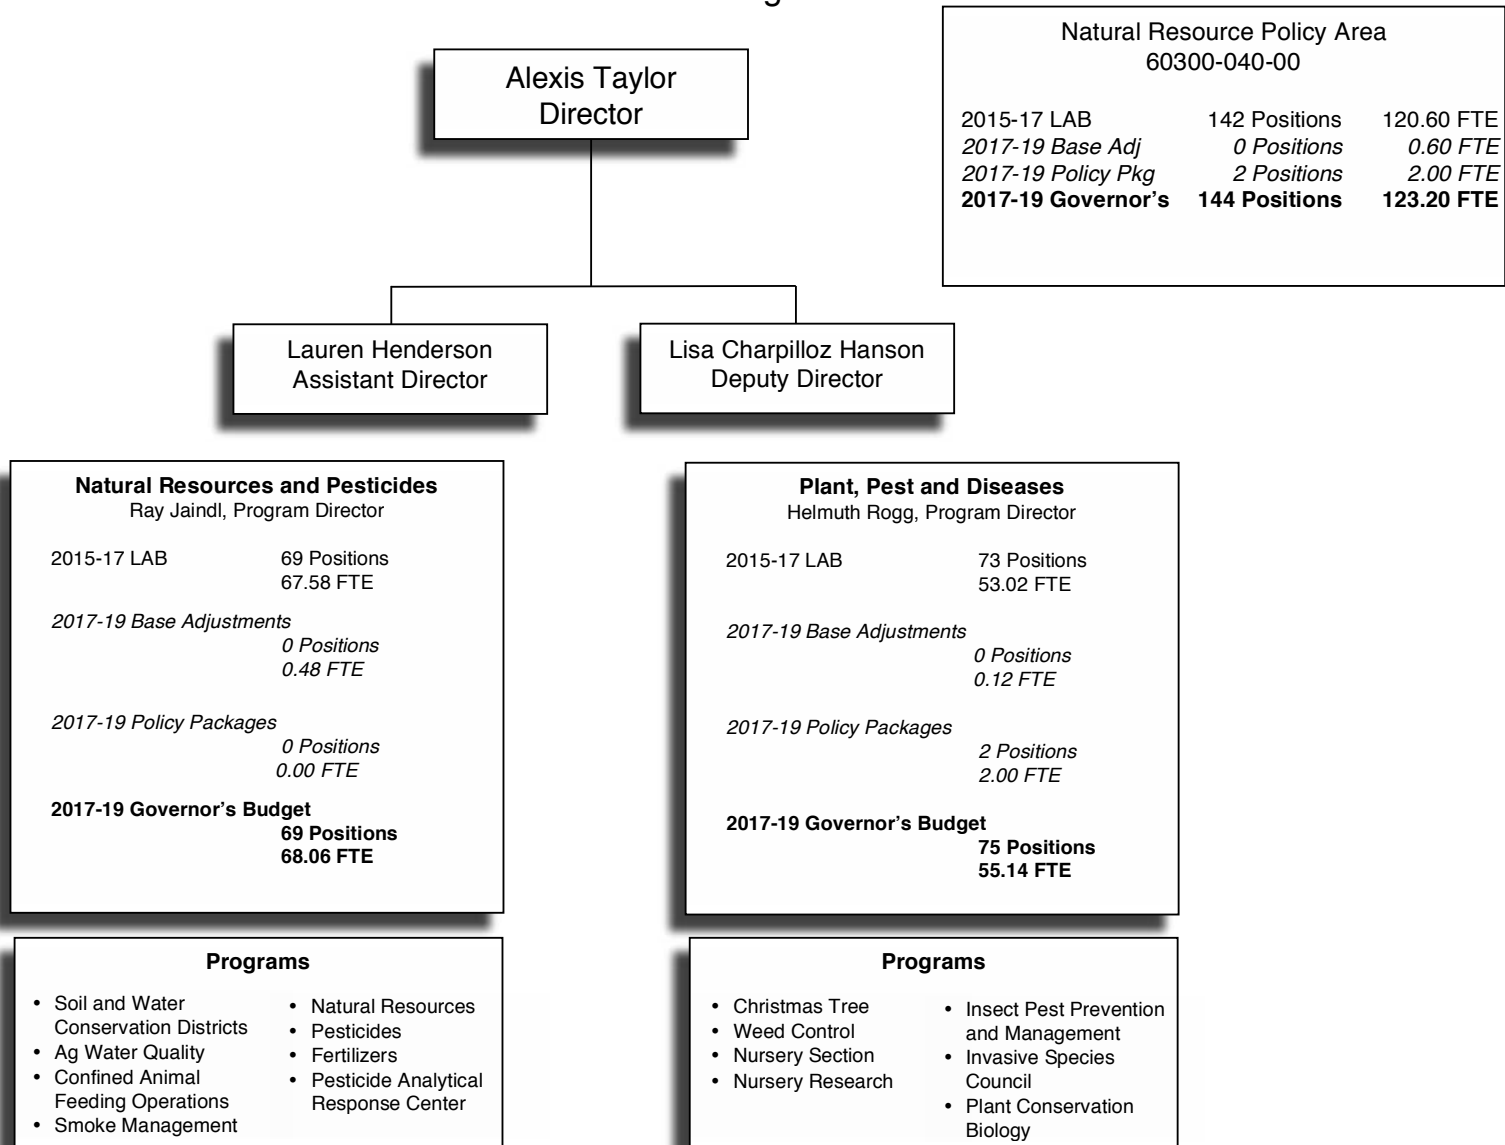 Alexis Taylor
Director
Natural Resource Policy Area
60300-040-00
2015-17 LAB 142 Positions 120.60 FTE
2017-19 Base Adj 0 Positions 0.60 FTE
2017-19 Policy Pkg 2 Positions 2.00 FTE
2017-19 Governor's 144 Positions 123.20 FTE
Lauren Henderson
Assistant Director
Lisa Charpilloz Hanson
Deputy Director
Natural Resources and Pesticides
Ray Jaindl, Program Director
2015-17 LAB 69 Positions
67.58 FTE
2017-19 Base Adjustments
0 Positions
0.48 FTE
2017-19 Policy Packages
0 Positions
0.00 FTE
2017-19 Governor's Budget
69 Positions
68.06 FTE
Plant, Pest and Diseases
Helmuth Rogg, Program Director
2015-17 LAB 73 Positions
53.02 FTE
2017-19 Base Adjustments
0 Positions
0.12 FTE
2017-19 Policy Packages
2 Positions
2.00 FTE
2017-19 Governor's Budget
75 Positions
55.14 FTE
Programs
• Soil and Water
Conservation Districts
• Ag Water Quality
• Confined Animal
Feeding Operations
• Smoke Management
• Natural Resources
• Pesticides
• Fertilizers
• Pesticide Analytical
Response Center
Programs
• Christmas Tree
• Weed Control
• Nursery Section
• Nursery Research
• Insect Pest Prevention
and Management
• Invasive Species
Council
• Plant Conservation
Biology